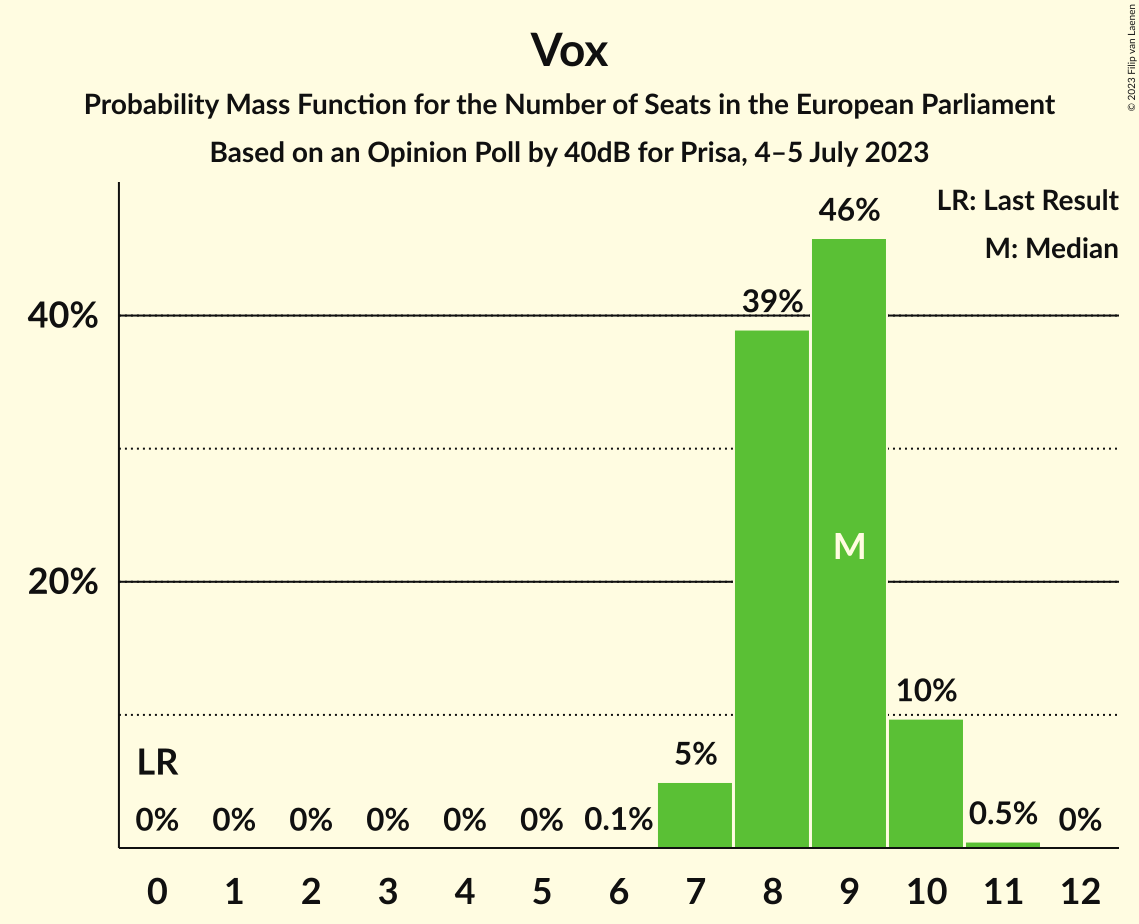 Vox
Probability Mass Function for the Number of Seats in the European Parliament
Based on an Opinion Poll by 40dB for Prisa, 4–5 July 2023
© 2023 Filip van Laenen
LR: Last Result
M: Median
46%
39%
40%
M
20%
10%
5%
LR
0% 0% 0% 0% 0% 0% 0.1% 0.5% 0%
0 1 2 3 4 5 6 7 8 9 10 11 12